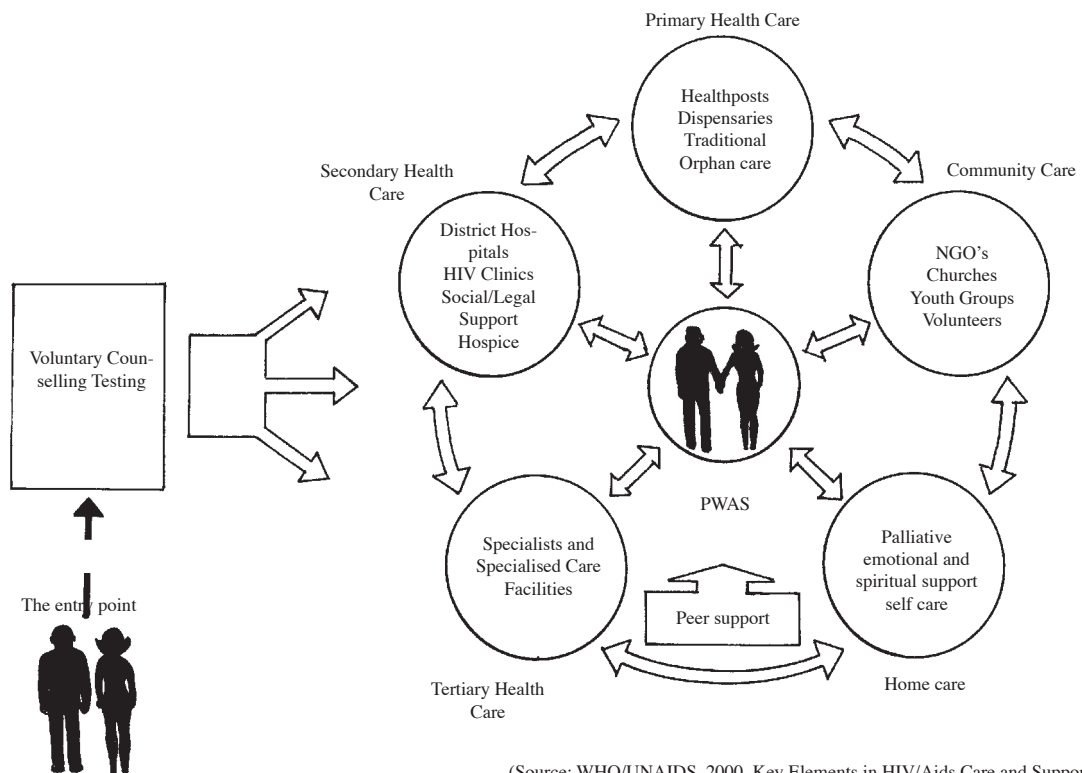 Primary Health Care
Healthposts
Dispensaries
Traditional
Orphan care
Secondary Health
Care
District Hos-
pitals
HIV Clinics
Social/Legal
Support
Hospice
Community Care
NGO's
Churches
Youth Groups
Volunteers
Voluntary Coun-
selling Testing
The entry point
PWAS
Specialists and
Specialised Care
Facilities
Tertiary Health
Care
Peer support
Palliative
emotional and
spiritual support
self care
Home care
(Source: WHO/UNAIDS, 2000, Key Elements in HIV/Aids Care and Suppor